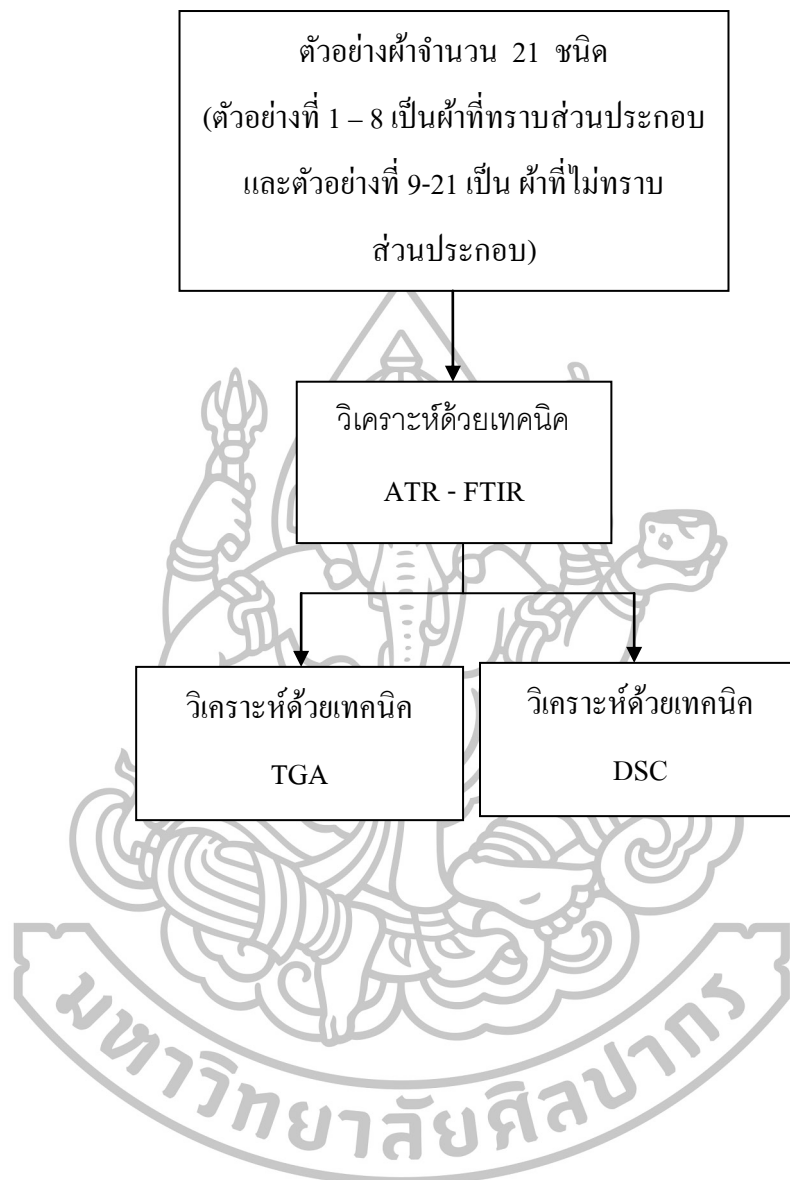 ตัวอย่างผ้าจำนวน 21 ชนิด
(ตัวอย่างที่ 1 – 8 เป็นผ้าที่ทราบส่วนประกอบ
และตัวอย่างที่ 9-21 เป็น ผ้าที่ไม่ทราบ
ส่วนประกอบ)
วิเคราะห์ด้วยเทคนิค
ATR - FTIR
วิเคราะห์ด้วยเทคนิค
TGA
วิเคราะห์ด้วยเทคนิค
DSC
มหาวิทยาลัยศิลปากร